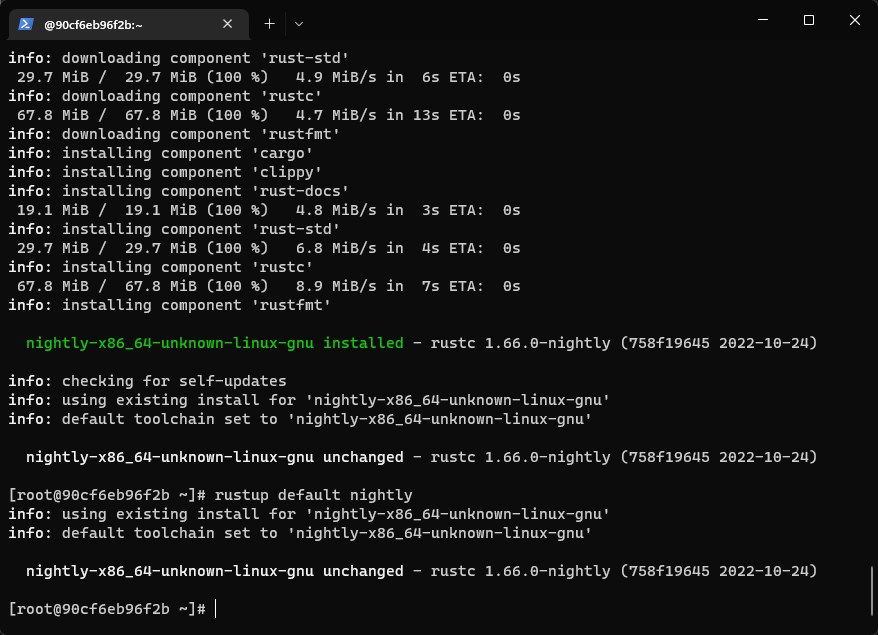 @90cf6eb96f2b:~
info: downloading component 'rust-std'
 29.7 MiB /  29.7 MiB (100 %)   4.9 MiB/s in  6s ETA:  0s
info: downloading component 'rustc'
 67.8 MiB /  67.8 MiB (100 %)   4.7 MiB/s in 13s ETA:  0s
info: downloading component 'rustfmt'
info: installing component 'cargo'
info: installing component 'clippy'
info: installing component 'rust-docs'
 19.1 MiB /  19.1 MiB (100 %)   4.8 MiB/s in  3s ETA:  0s
info: installing component 'rust-std'
 29.7 MiB /  29.7 MiB (100 %)   6.8 MiB/s in  4s ETA:  0s
info: installing component 'rustc'
 67.8 MiB /  67.8 MiB (100 %)   8.9 MiB/s in  7s ETA:  0s
info: installing component 'rustfmt'
  nightly-x86_64-unknown-linux-gnu installed - rustc 1.66.0-nightly (758f19645 2022-10-24)
info: checking for self-updates
info: using existing install for 'nightly-x86_64-unknown-linux-gnu'
info: default toolchain set to 'nightly-x86_64-unknown-linux-gnu'
  nightly-x86_64-unknown-linux-gnu unchanged - rustc 1.66.0-nightly (758f19645 2022-10-24)
[root@90cf6eb96f2b ~]# rustup default nightly
info: using existing install for 'nightly-x86_64-unknown-linux-gnu'
info: default toolchain set to 'nightly-x86_64-unknown-linux-gnu'
  nightly-x86_64-unknown-linux-gnu unchanged - rustc 1.66.0-nightly (758f19645 2022-10-24)
[root@90cf6eb96f2b ~]#